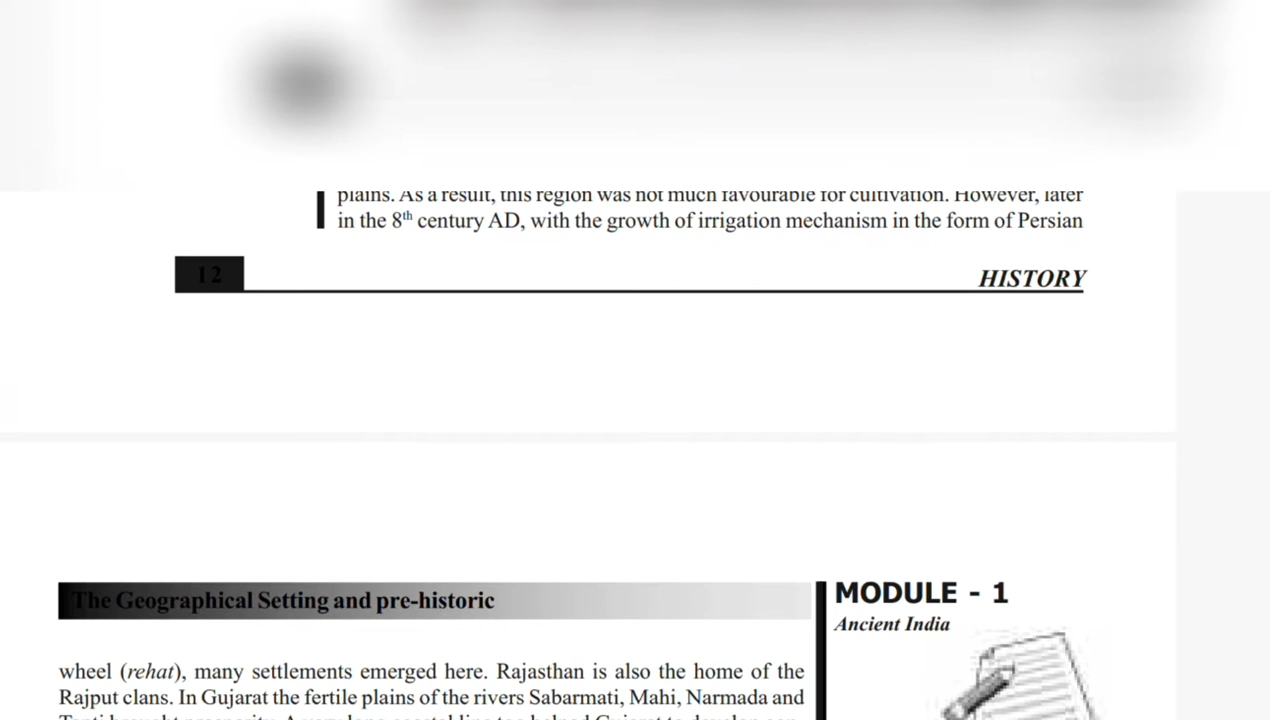 plains. As a result, this region was not much favourable for cultivation. However, later
in the 8th century AD, with the growth of irrigation mechanism in the form of Persian
12
HISTORY
The Geographical Setting and pre-historic
MODULE - 1
Ancient India
wheel (rehat), many settlements emerged here. Rajasthan is also the home of the
Rajput clans. In Gujarat the fertile plains of the rivers Sabarmati, Mahi, Narmada and